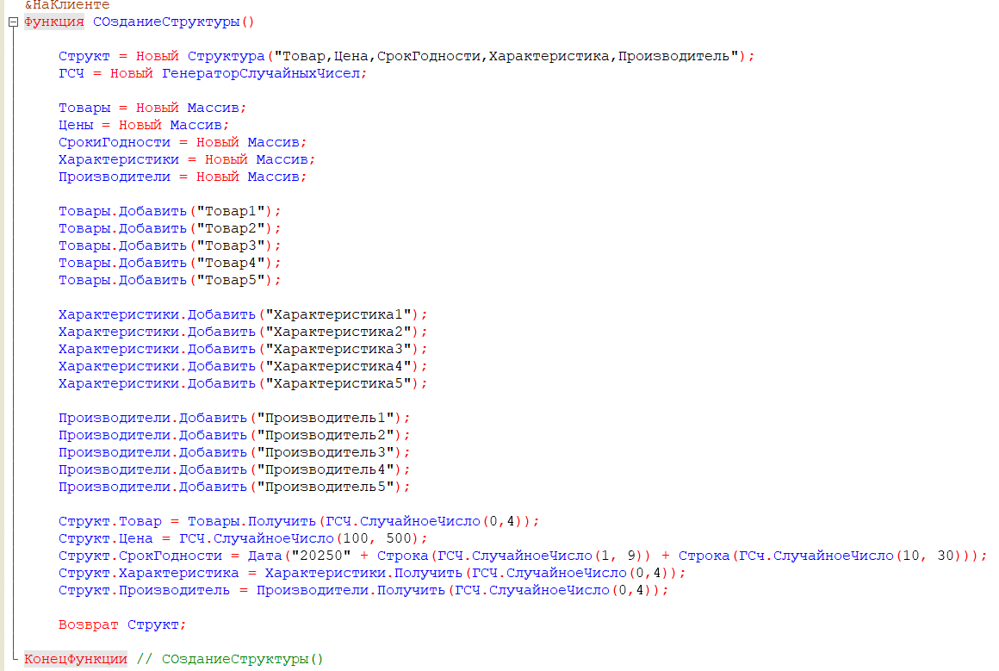 &НаКлиенте
Функция СОзданиеСтруктуры()
Структ = Новый Структура("Товар,Цена,СрокГодности,Характеристика,Производитель");
ГСЧ = Новый ГенераторСлучайныхЧисел;
Товары = Новый Массив;
Цены = Новый Массив;
СрокиГодности = Новый Массив;
Характеристики = Новый Массив;
Производители = Новый Массив;
Товары.Добавить("Товар1");
Товары.Добавить("Товар2");
Товары.Добавить("Товар3");
Товары.Добавить("Товар4");
Товары.Добавить("Товар5");
Характеристики.Добавить("Характеристика1");
Характеристики.Добавить("Характеристика2");
Характеристики.Добавить("Характеристика3");
Характеристики.Добавить("Характеристика4");
Характеристики.Добавить("Характеристика5");
Производители.Добавить("Производитель1");
Производители.Добавить("Производитель2");
Производители.Добавить("Производитель3");
Производители.Добавить("Производитель4");
Производители.Добавить("Производитель5");
Структ.Товар = Товары.Получить(ГСЧ.СлучайноеЧисло(0,4));
Структ.Цена = ГСЧ.СлучайноеЧисло(100, 500);
Структ.СрокГодности = Дата("20250" + Строка(ГСЧ.СлучайноеЧисло(1, 9)) + Строка(ГСЧ.СлучайноеЧисло(10, 30)));
Структ.Характеристика = Характеристики.Получить(ГСЧ.СлучайноеЧисло(0,4));
Структ.Производитель = Производители.Получить(ГСЧ.СлучайноеЧисло(0,4));
Возврат Структ;
КонецФункции // СОзданиеСтруктуры()